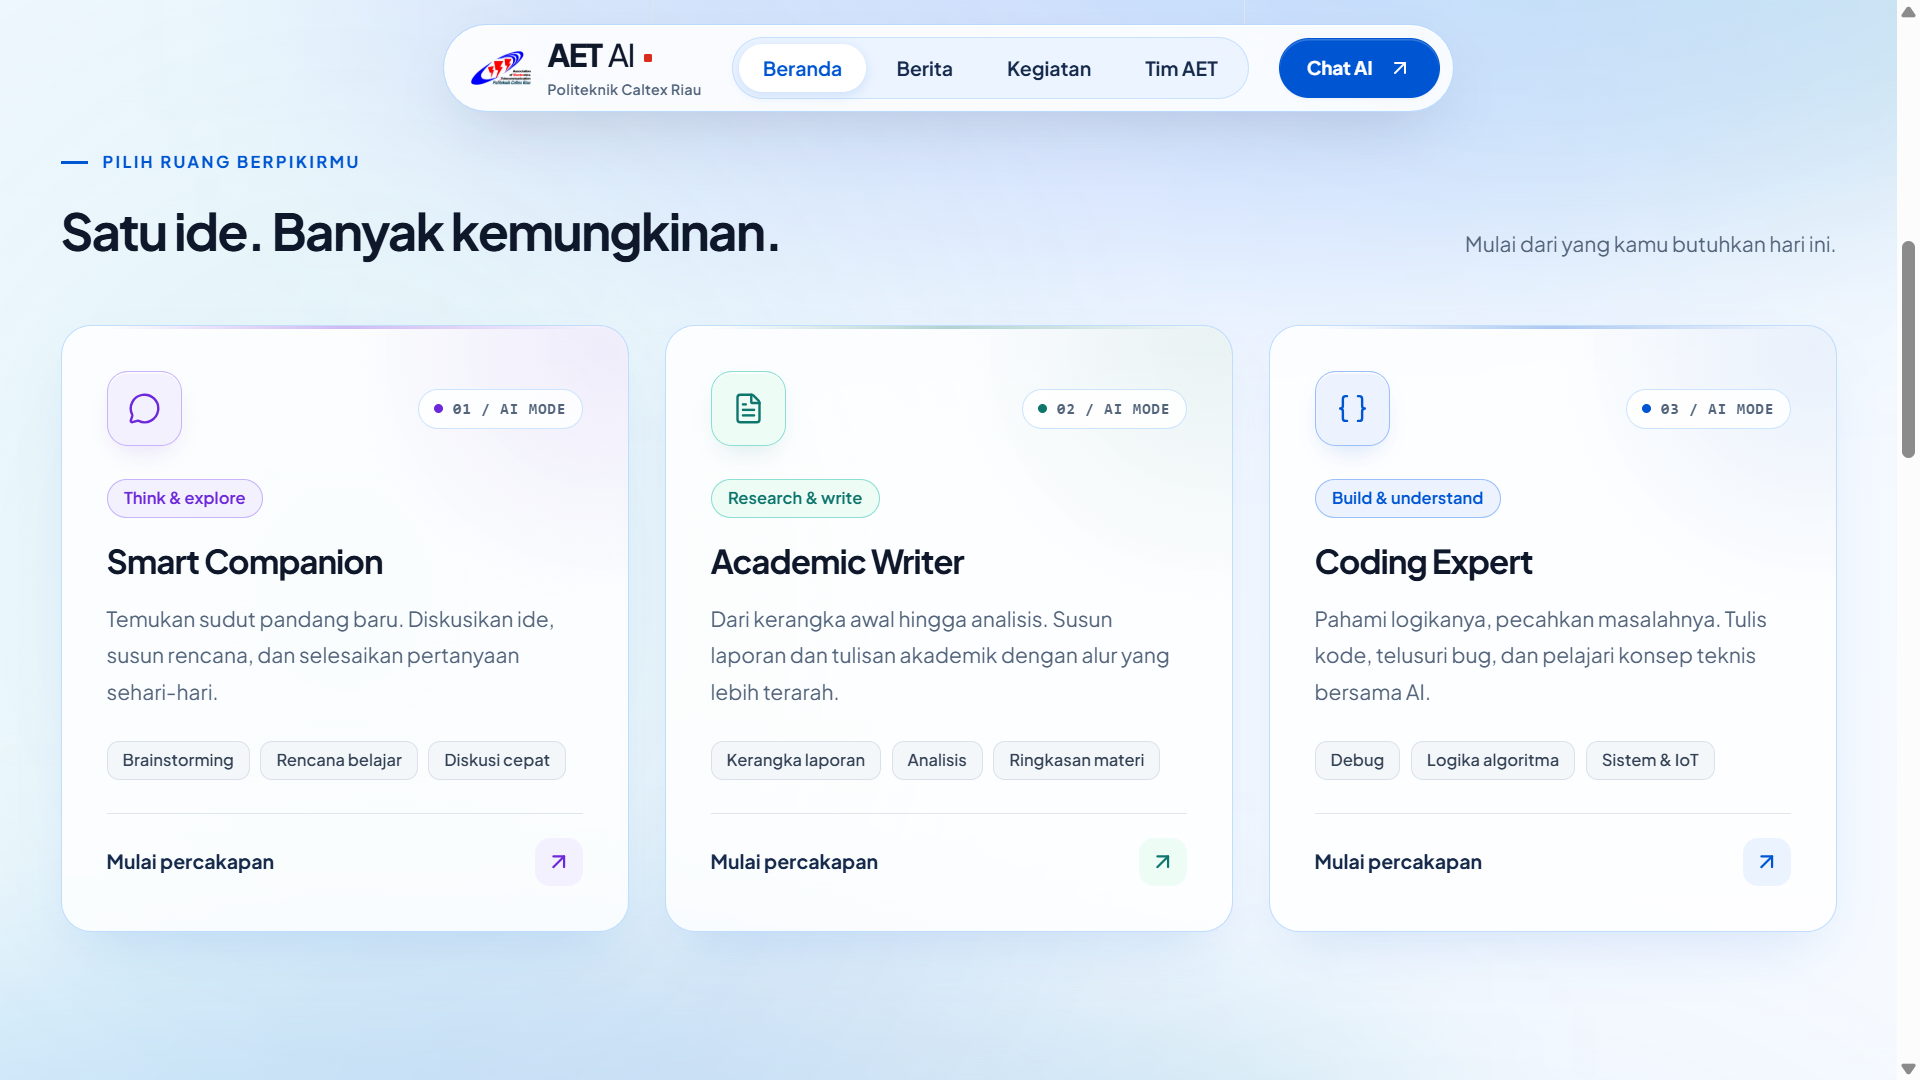 AET AI
Politeknik Caltex Riau
Beranda
Berita
Kegiatan
Tim AET
Chat AI
PILIH RUANG BERPIKIRMU
Satu ide. Banyak kemungkinan.
Mulai dari yang kamu butuhkan hari ini.
01 / AI MODE
Think & explore
Smart Companion
Temukan sudut pandang baru. Diskusikan ide,
susun rencana, dan selesaikan pertanyaan
sehari-hari.
Brainstorming
Rencana belajar
Diskusi cepat
Mulai percakapan
02 / AI MODE
Research & write
Academic Writer
Dari kerangka awal hingga analisis. Susun
laporan dan tulisan akademik dengan alur yang
lebih terarah.
Kerangka laporan
Analisis
Ringkasan materi
Mulai percakapan
03 / AI MODE
Build & understand
Coding Expert
Pahami logikanya, pecahkan masalahnya. Tulis
kode, telusuri bug, dan pelajari konsep teknis
bersama AI.
Debug
Logika algoritma
Sistem & IoT
Mulai percakapan